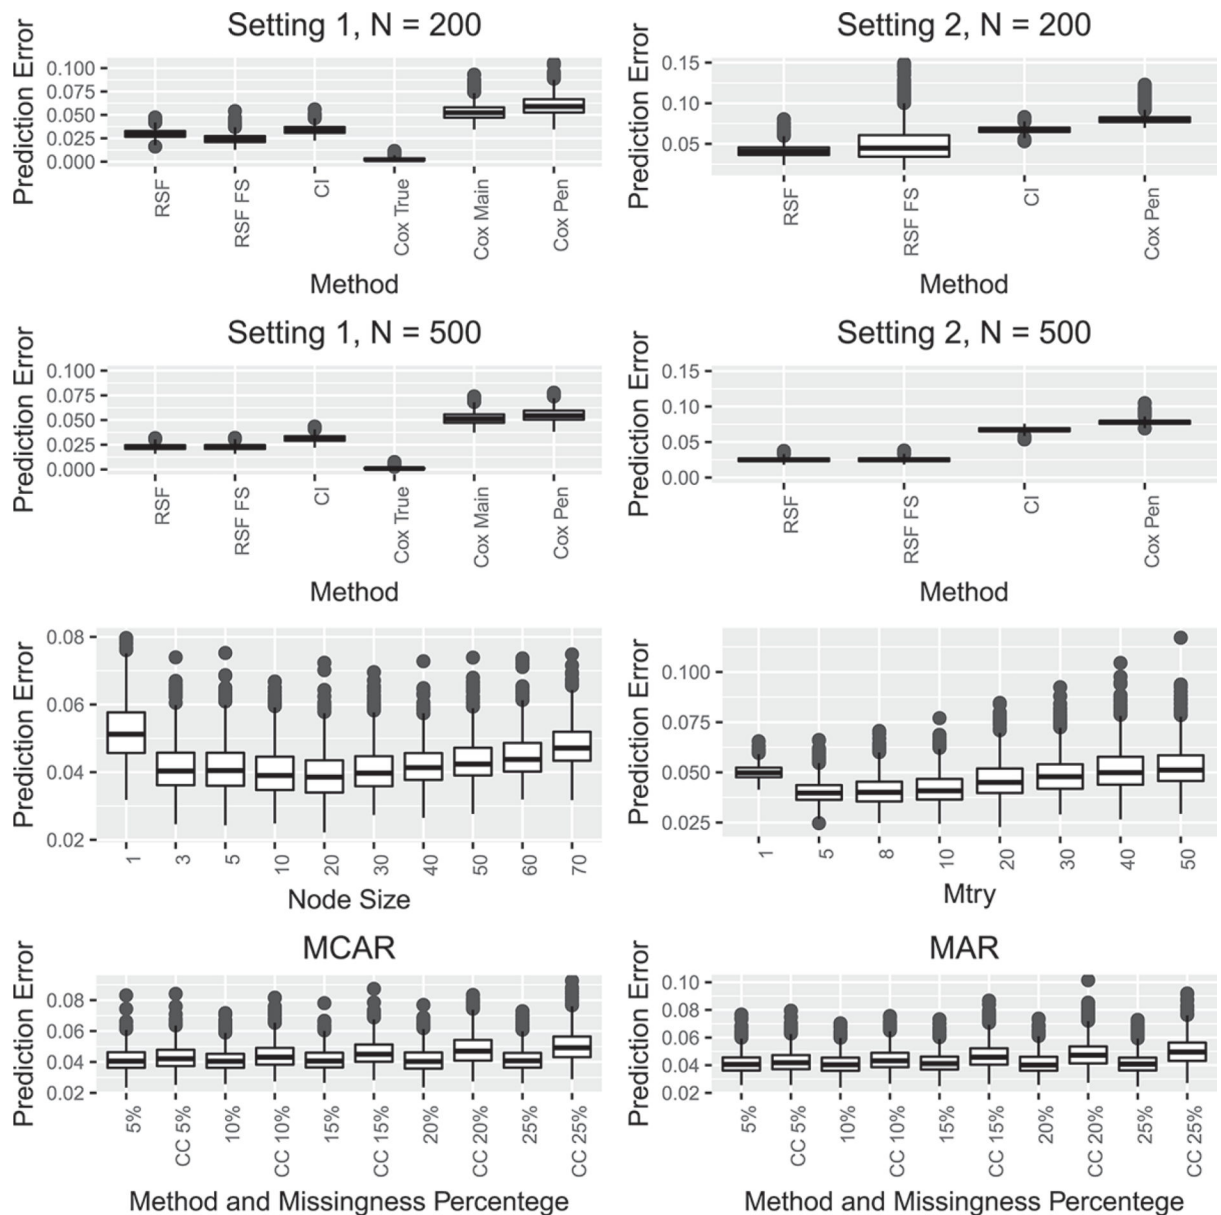 Setting 1, N = 200
Prediction Error
0.100
0.075
0.050
0.025
0.000
RSF
RSF FS
CI
Cox True
Cox Main
Cox Pen
Method
Setting 2, N = 200
Prediction Error
0.15
0.10
0.05
RSF
RSF FS
CI
Cox Pen
Method
Setting 1, N = 500
Prediction Error
0.100
0.075
0.050
0.025
0.000
RSF
RSF FS
CI
Cox True
Cox Main
Cox Pen
Method
Setting 2, N = 500
Prediction Error
0.15
0.10
0.05
0.00
RSF
RSF FS
CI
Cox Pen
Method
Prediction Error
0.08
0.06
0.04
0.02
1
3
5
10
20
30
40
50
60
70
Node Size
Prediction Error
0.100
0.075
0.050
0.025
1
5
8
10
20
30
40
50
Mtry
MCAR
Prediction Error
0.08
0.06
0.04
0.02
5%
CC 5%
10%
CC 10%
15%
CC 15%
20%
CC 20%
25%
CC 25%
Method and Missingness Percentege
MAR
Prediction Error
0.10
0.08
0.06
0.04
0.02
5%
CC 5%
10%
CC 10%
15%
CC 15%
20%
CC 20%
25%
CC 25%
Method and Missingness Percentege